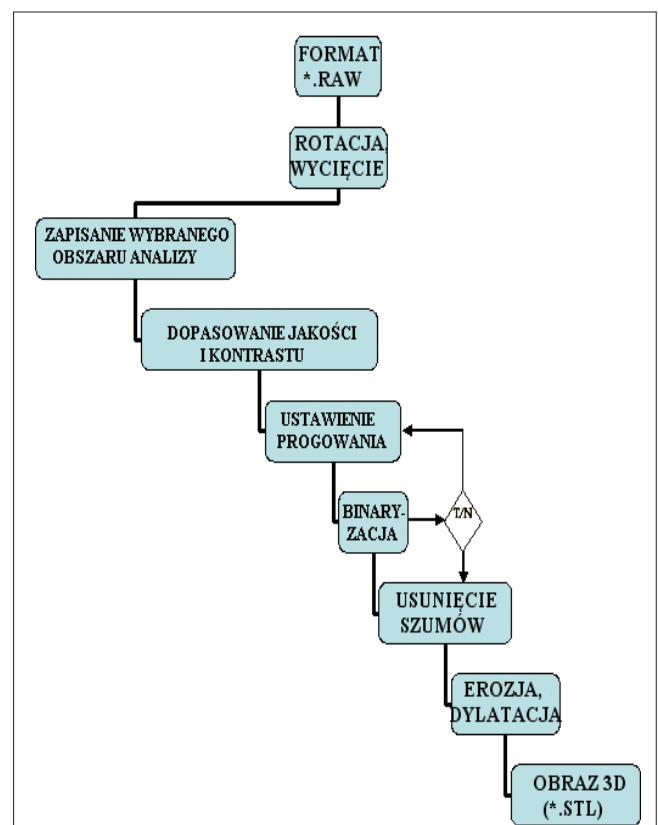 FORMAT
*.RAW
ROTACJA,
WYCIĘCIE
ZAPISANIE WYBRANEGO
OBSZARU ANALIZY
DOPASOWANIE JAKOŚCI
I KONTRASTU
USTAWIENIE
PROGOWANIA
BINARY-
ZACJA
T/N
USUNIĘCIE
SZUMÓW
EROZJA,
DYLATACJA
OBRAZ 3D
(*.STL)